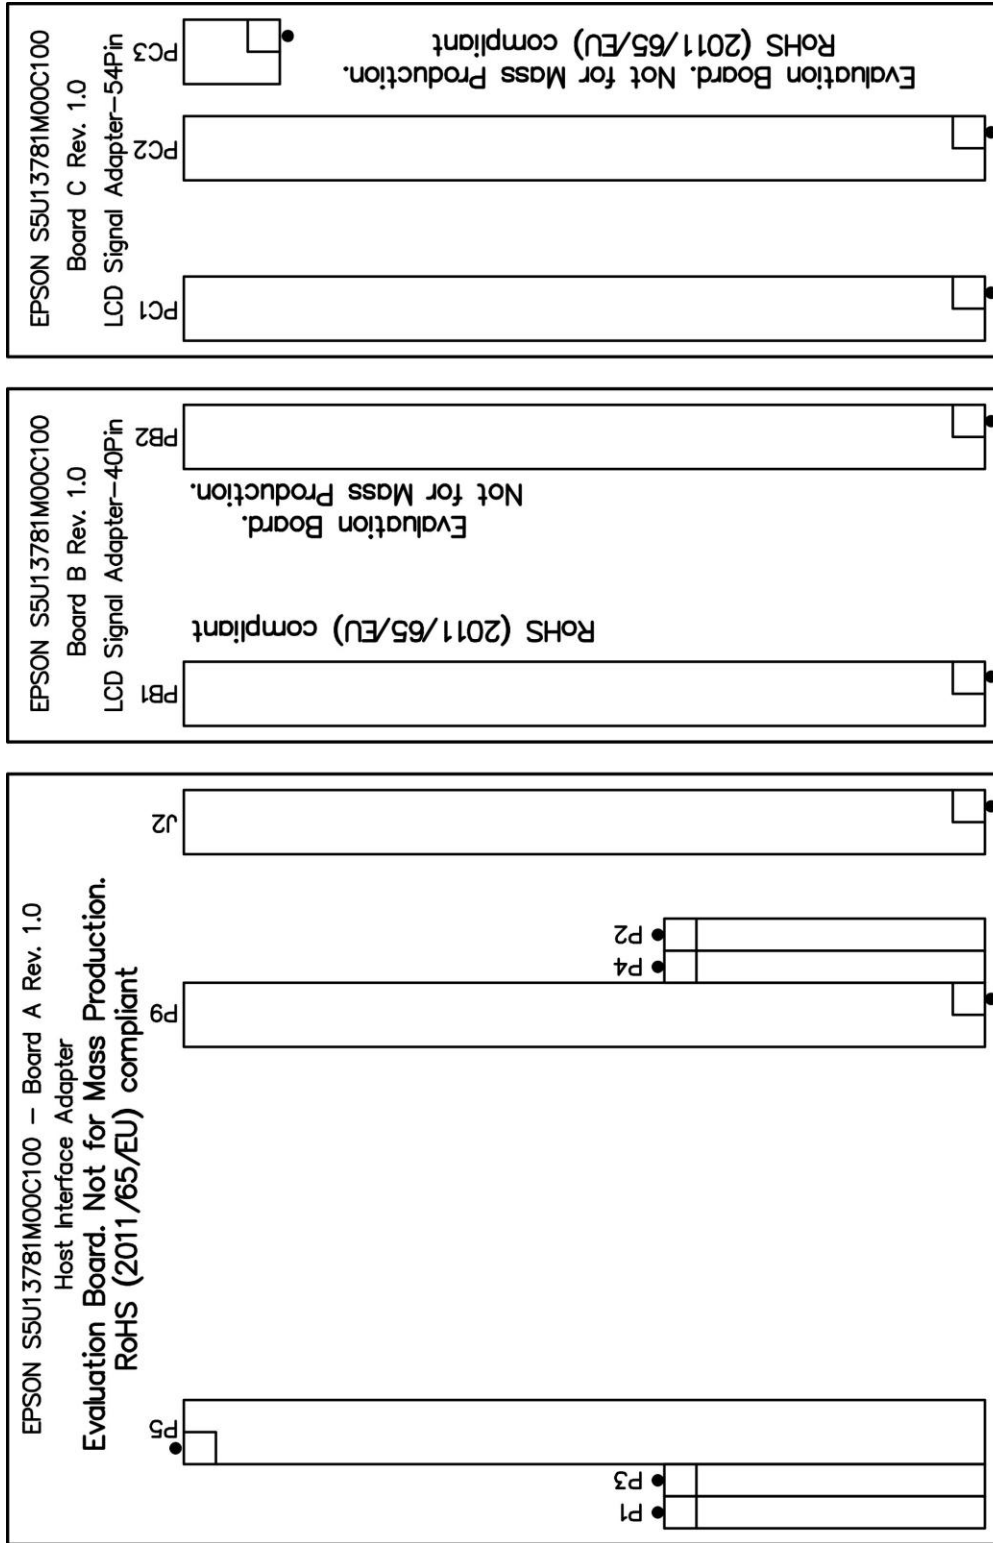 EPSON S5U13781M00C100
Board C Rev. 1.0
LCD Signal Adapter-54Pin
PC3
Evaluation Board. Not for Mass Production.
RoHS (2011/65/EU) compliant
PC2
PC1
EPSON S5U13781M00C100
Board B Rev. 1.0
LCD Signal Adapter-40Pin
PB2
Evaluation Board.
Not for Mass Production.
RoHS (2011/65/EU) compliant
PB1
EPSON S5U13781M00C100 - Board A Rev. 1.0
Host Interface Adapter
Evaluation Board. Not for Mass Production.
RoHS (2011/65/EU) compliant
J2
P2
P4
P9
P5
P3
P1